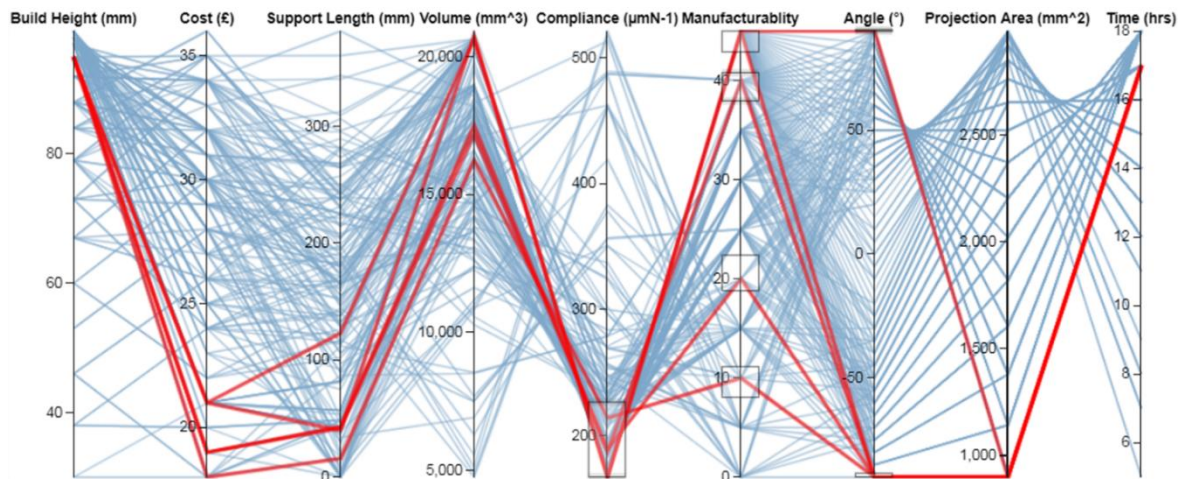 Build Height (mm) Cost (£) Support Length (mm) Volume (mm^3) Compliance (µmN-1) Manufacturablity Angle (°) Projection Area (mm^2) Time (hrs)
18
35 20,000 500
40 16
300 50 2,500
80 14
30 15,000 400 30
200 2,000 12
0
60 25 20 10
10,000 300
100 1,500
-50 8
10
40 20 200 6
1,000
0 5,000 0